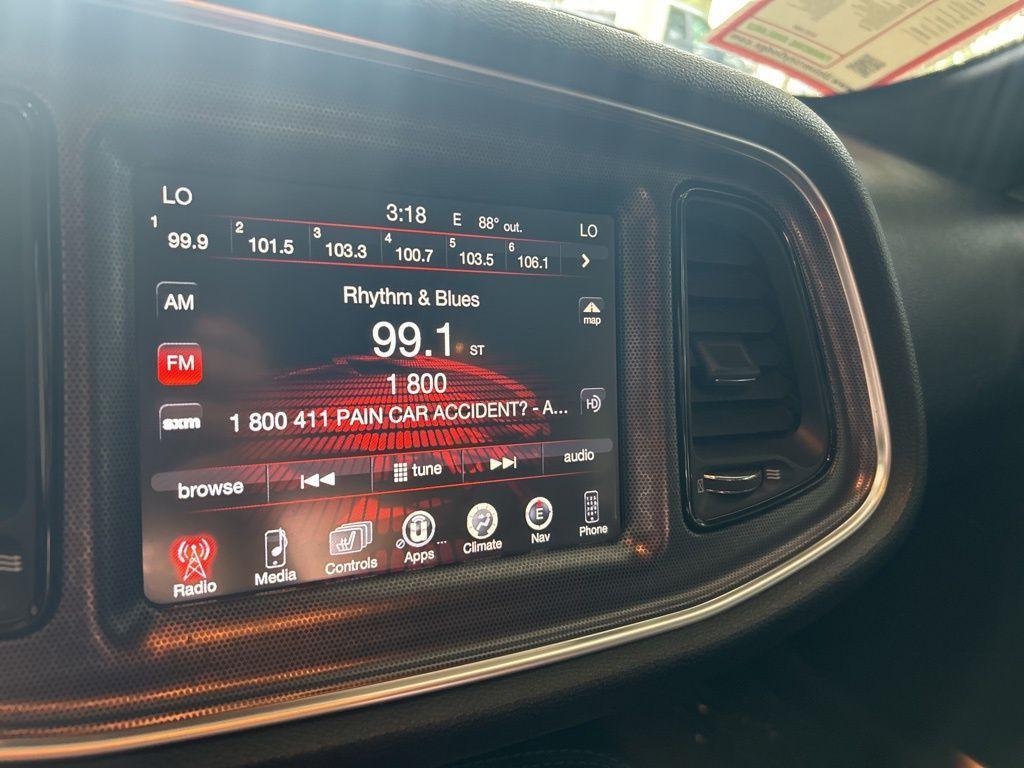 LO 3:18 E 88° out. LO
1 99.9 2 101.5 3 103.3 4 100.7 5 103.5 6 106.1
AM
Rhythm & Blues
map
FM
99.1 ST
1 800
HD
sxm
1 800 411 PAIN CAR ACCIDENT? - A...
browse tune audio
Radio Media Controls Apps ... Climate E Nav Phone